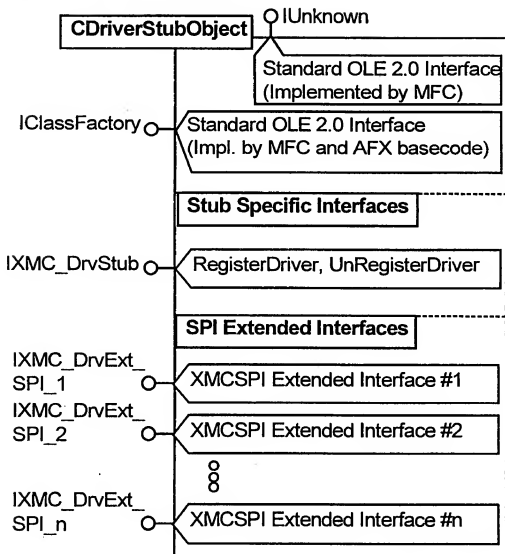 IUnknown
CDriverStubObject
Standard OLE 2.0 Interface
(Implemented by MFC)
IClassFactory
Standard OLE 2.0 Interface
(Impl. by MFC and AFX basecode)
Stub Specific Interfaces
IXMC_DrvStub
RegisterDriver, UnRegisterDriver
SPI Extended Interfaces
IXMC_DrvExt_
SPI_1
XMCSPI Extended Interface #1
IXMC_DrvExt_
SPI_2
XMCSPI Extended Interface #2
IXMC_DrvExt_
SPI_n
XMCSPI Extended Interface #n